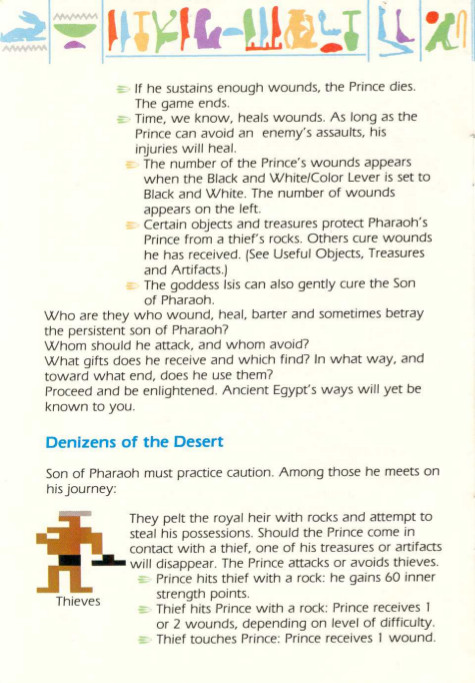 If he sustains enough wounds, the Prince dies.
The game ends.
Time, we know, heals wounds. As long as the
Prince can avoid an enemy's assaults, his
injuries will heal.
The number of the Prince's wounds appears
when the Black and White/Color Lever is set to
Black and White. The number of wounds
appears on the left.
Certain objects and treasures protect Pharaoh's
Prince from a thief's rocks. Others cure wounds
he has received. (See Useful Objects, Treasures
and Artifacts.)
The goddess Isis can also gently cure the Son
of Pharaoh.
Who are they who wound, heal, barter and sometimes betray
the persistent son of Pharaoh?
Whom should he attack, and whom avoid?
What gifts does he receive and which find? In what way, and
toward what end, does he use them?
Proceed and be enlightened. Ancient Egypt's ways will yet be
known to you.
Denizens of the Desert
Son of Pharaoh must practice caution. Among those he meets on
his journey:
They pelt the royal heir with rocks and attempt to
steal his possessions. Should the Prince come in
contact with a thief, one of his treasures or artifacts
will disappear. The Prince attacks or avoids thieves.
Prince hits thief with a rock: he gains 60 inner
strength points.
Thief hits Prince with a rock: Prince receives 1
or 2 wounds, depending on level of difficulty.
Thief touches Prince: Prince receives 1 wound.
Thieves